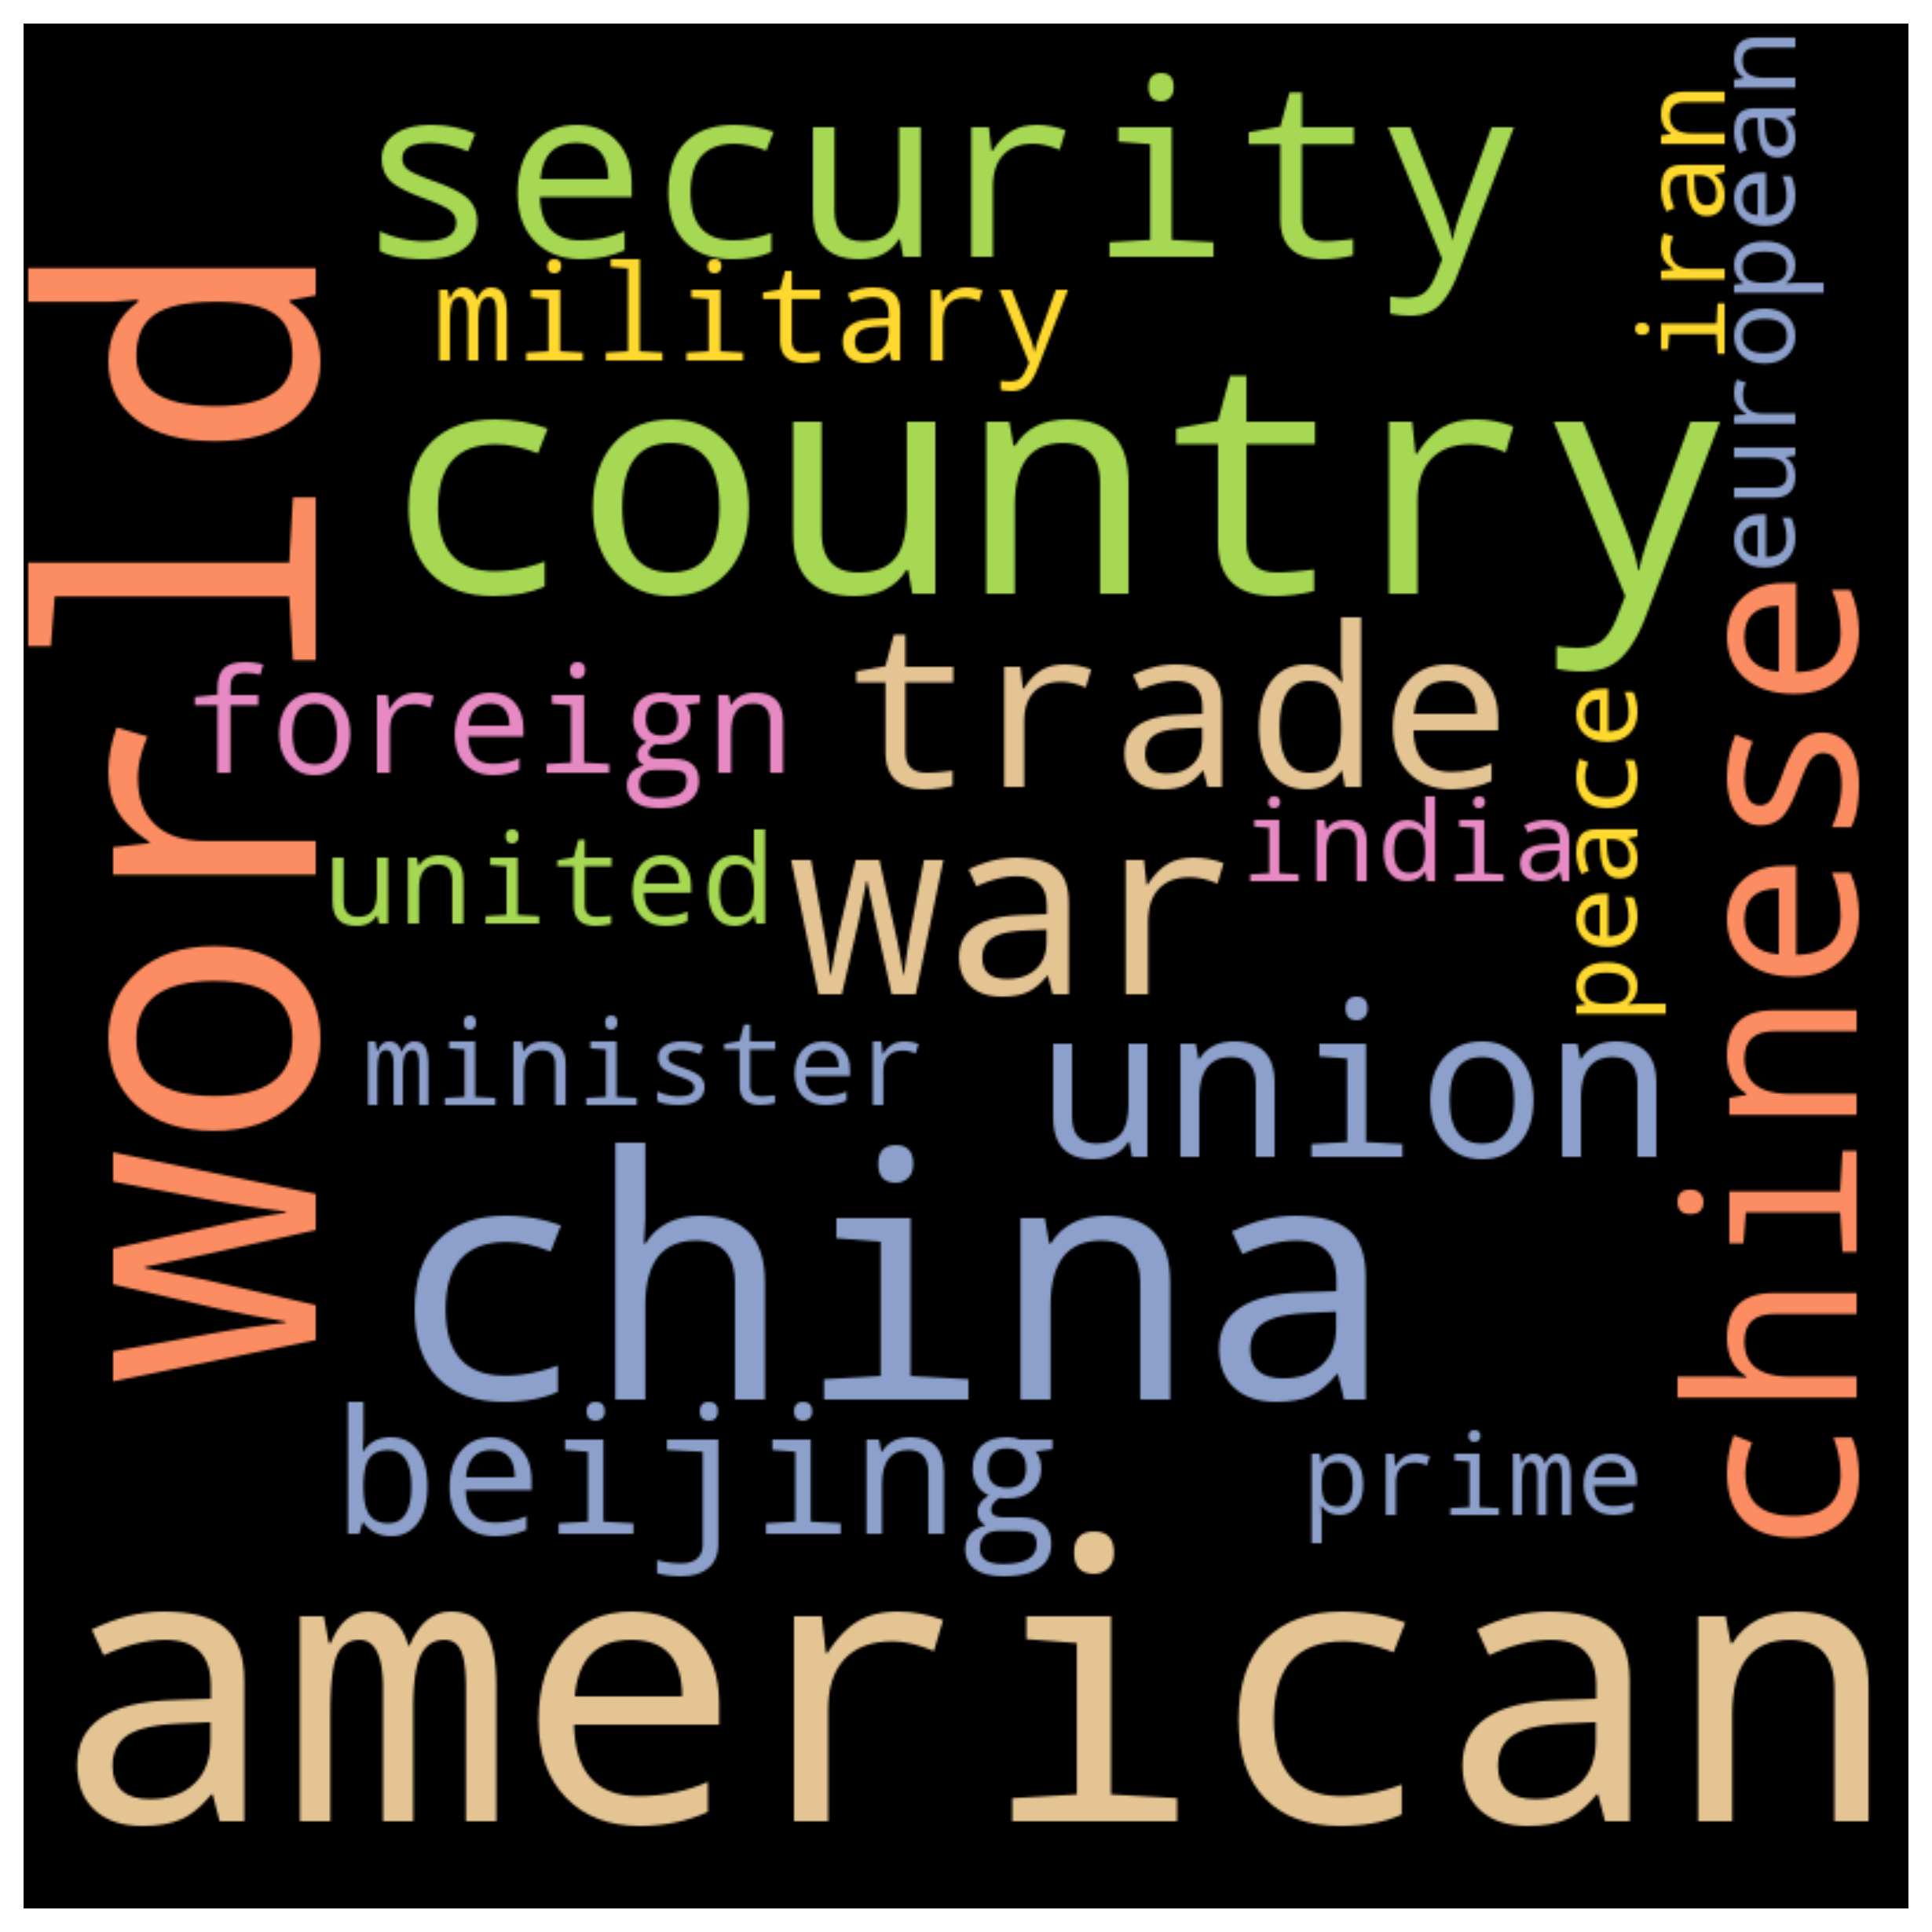 security
military
country
world
iran
european
foreign
trade
united
war
india
peace
chinese
minister
union
china
beijing
prime
american